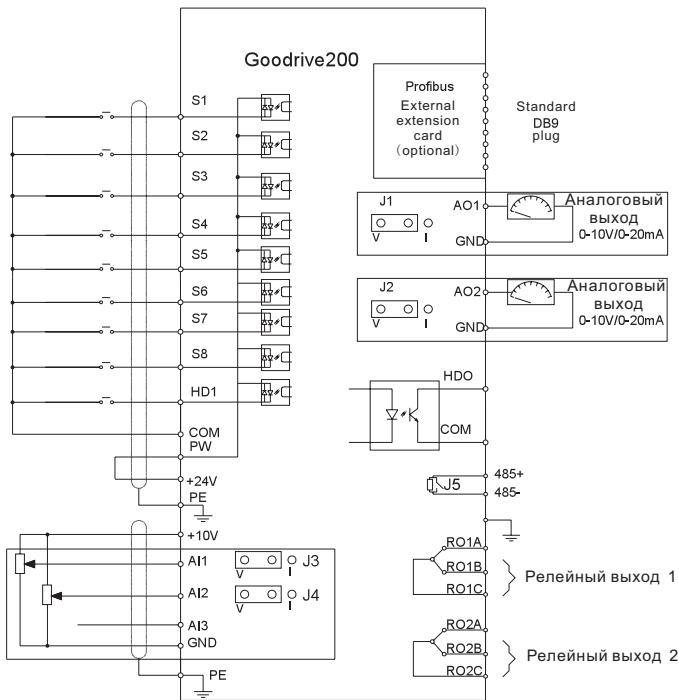 Goodrive200
S1
S2
S3
S4
S5
S6
S7
S8
HD1
COM
PW
+24V
PE
+10V
AI1
J3
V
I
AI2
J4
V
I
AI3
GND
PE
Profibus
External
extension
card
(optional)
Standard
DB9
plug
J1
V
I
AO1
GND
Аналоговый
выход
0-10V/0-20mA
J2
V
I
AO2
GND
Аналоговый
выход
0-10V/0-20mA
HDO
COM
J5
485+
485-
RO1A
RO1B
RO1C
Релейный выход 1
RO2A
RO2B
RO2C
Релейный выход 2